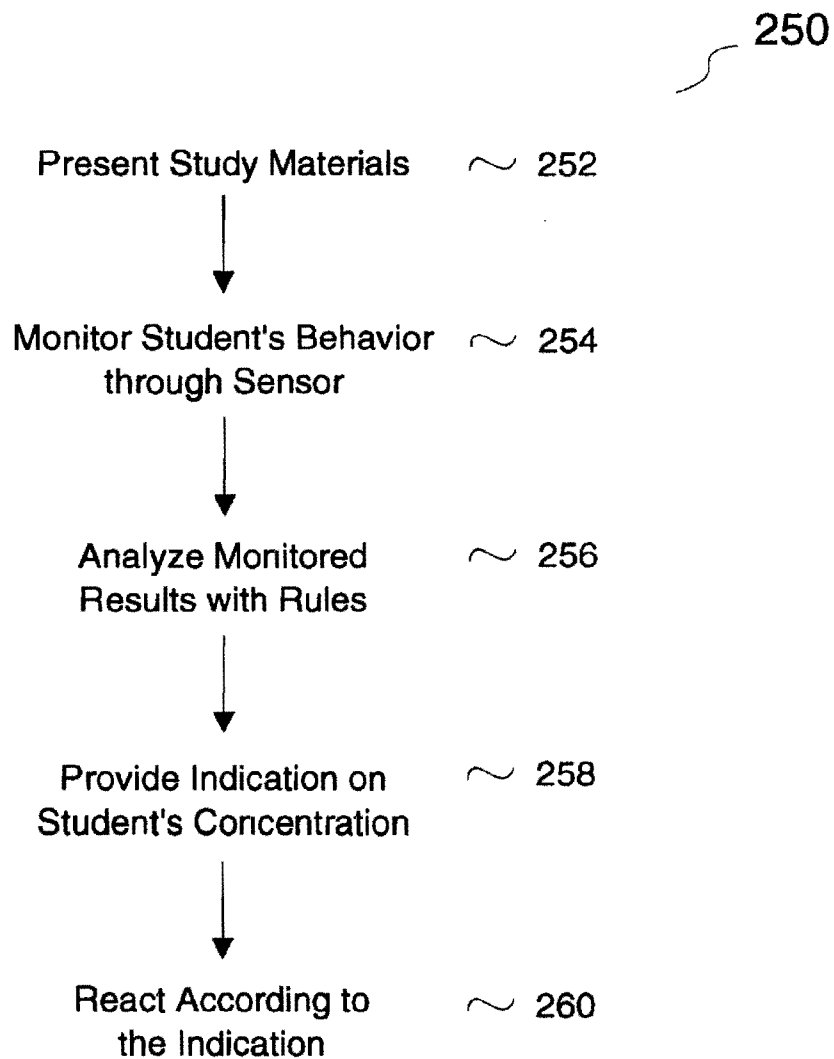 250
Present Study Materials 252
Monitor Student's Behavior 254
through Sensor
Analyze Monitored 256
Results with Rules
Provide Indication on 258
Student's Concentration
React According to 260
the Indication